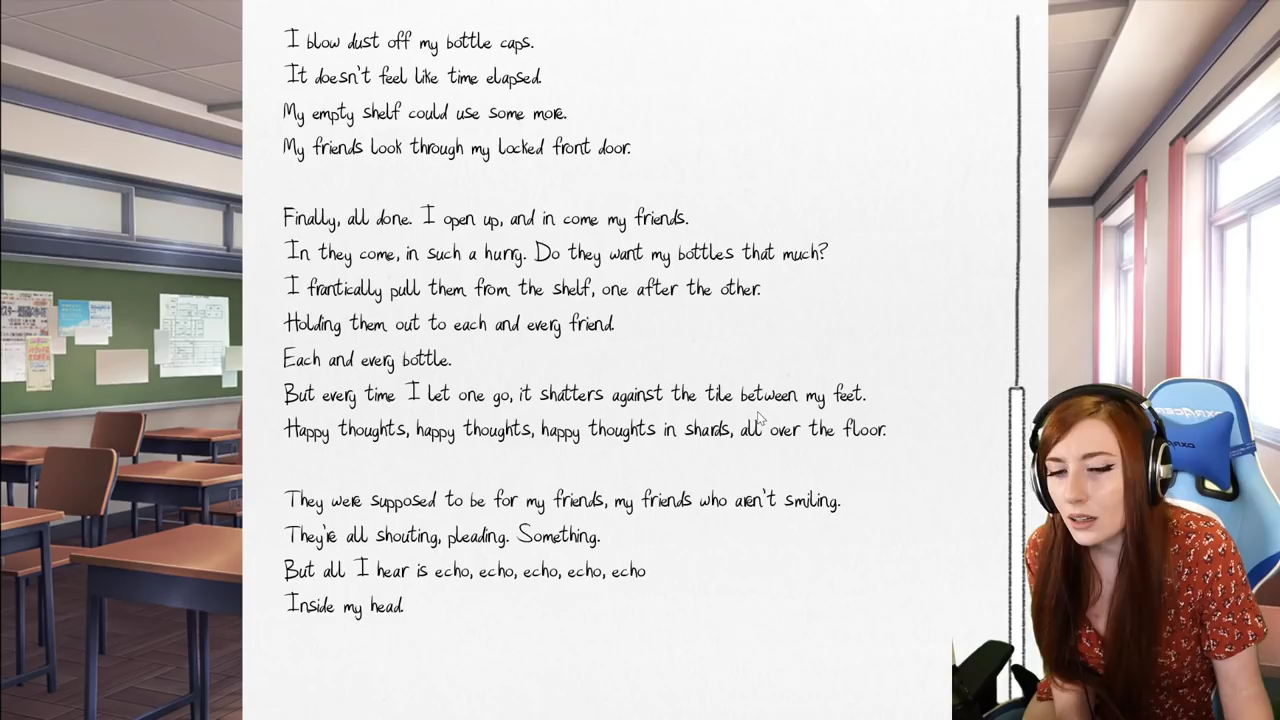 I blow dust off my bottle caps.
It doesn't feel like time elapsed.
My empty shelf could use some more.
My friends look through my locked front door.
Finally, all done. I open up, and in come my friends.
In they come, in such a hurry. Do they want my bottles that much?
I frantically pull them from the shelf, one after the other.
Holding them out to each and every friend.
Each and every bottle.
But every time I let one go, it shatters against the tile between my feet.
Happy thoughts, happy thoughts, happy thoughts in shards, all over the floor.
They were supposed to be for my friends, my friends who aren't smiling.
They're all shouting, pleading. Something.
But all I hear is echo, echo, echo, echo, echo
Inside my head.